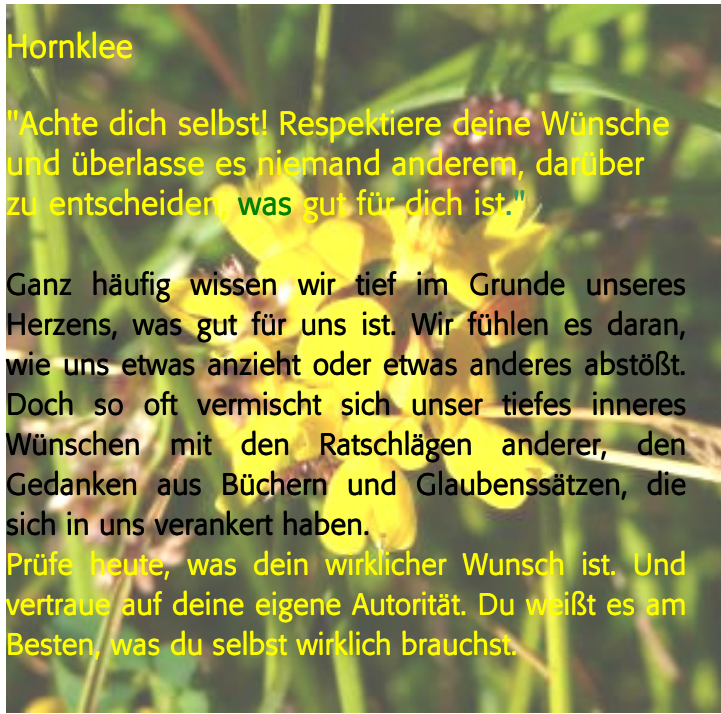 Hornklee
"Achte dich selbst! Respektiere deine Wünsche
und überlasse es niemand anderem, darüber
zu entscheiden, was gut für dich ist."
Ganz häufig wissen wir tief im Grunde unseres
Herzens, was gut für uns ist. Wir fühlen es daran,
wie uns etwas anzieht oder etwas anderes abstößt.
Doch so oft vermischt sich unser tiefes inneres
Wünschen mit den Ratschlägen anderer, den
Gedanken aus Büchern und Glaubenssätzen, die
sich in uns verankert haben.
Prüfe heute, was dein wirklicher Wunsch ist. Und
vertraue auf deine eigene Autorität. Du weißt es am
Besten, was du selbst wirklich brauchst.